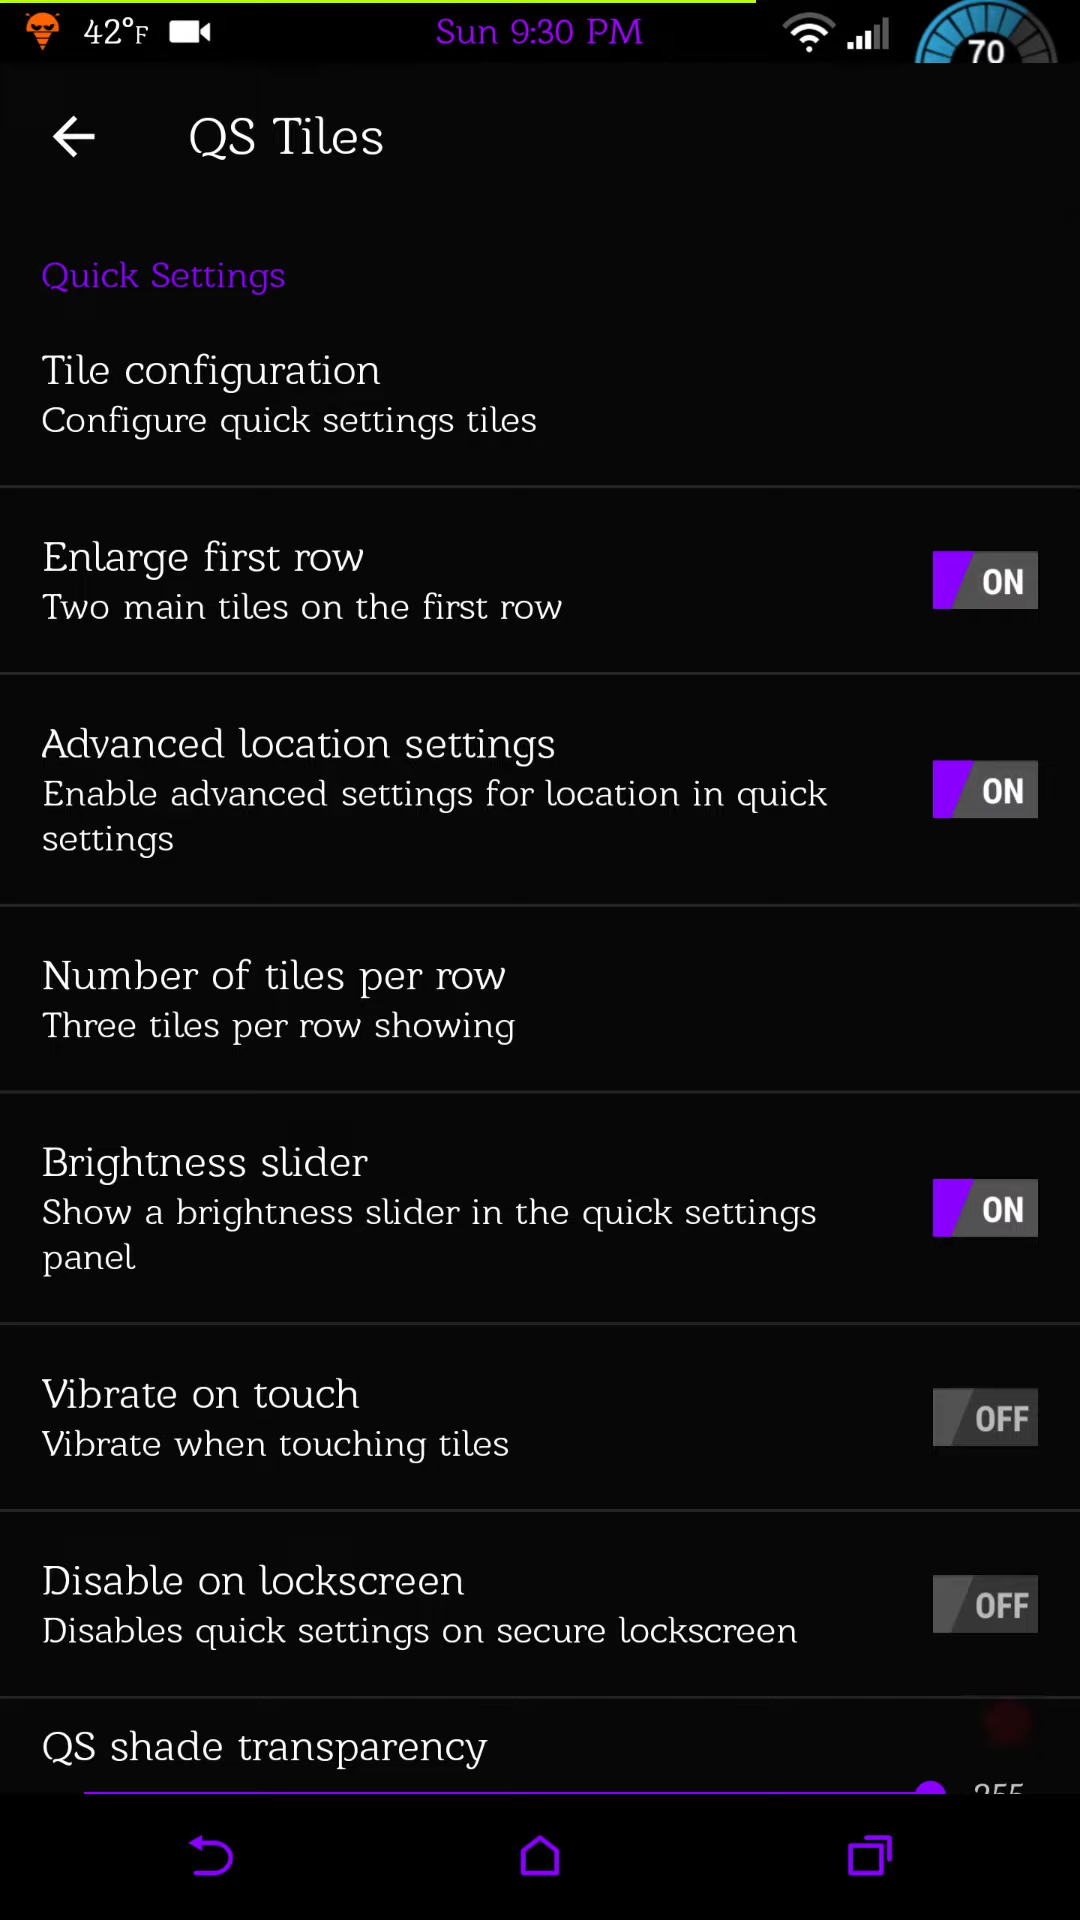 42°F
Sun 9:30 PM
70
QS Tiles
Quick Settings
Tile configuration
Configure quick settings tiles
Enlarge first row
Two main tiles on the first row
ON
Advanced location settings
Enable advanced settings for location in quick
settings
ON
Number of tiles per row
Three tiles per row showing
Brightness slider
Show a brightness slider in the quick settings
panel
ON
Vibrate on touch
Vibrate when touching tiles
OFF
Disable on lockscreen
Disables quick settings on secure lockscreen
OFF
QS shade transparency
255